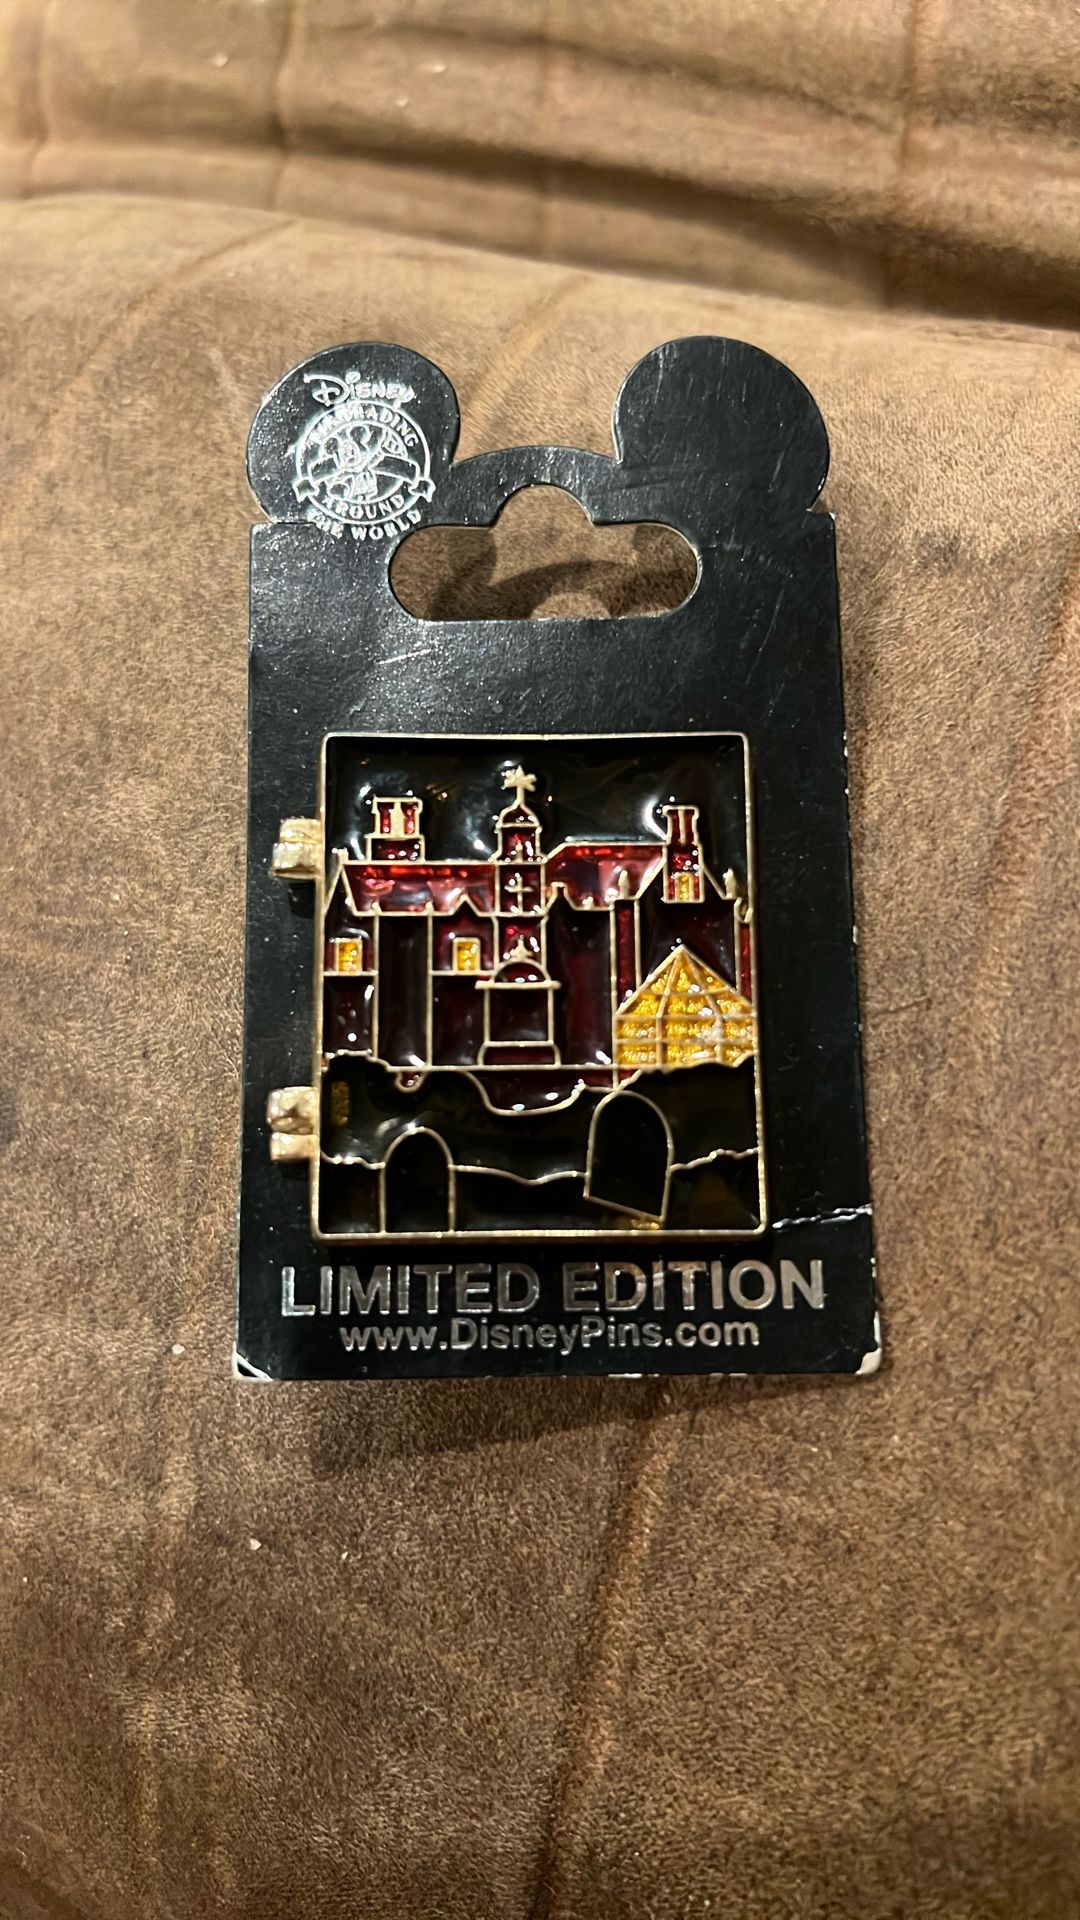 Disney
PIN TRADING
AROUND
THE WORLD
LIMITED EDITION
www.DisneyPins.com